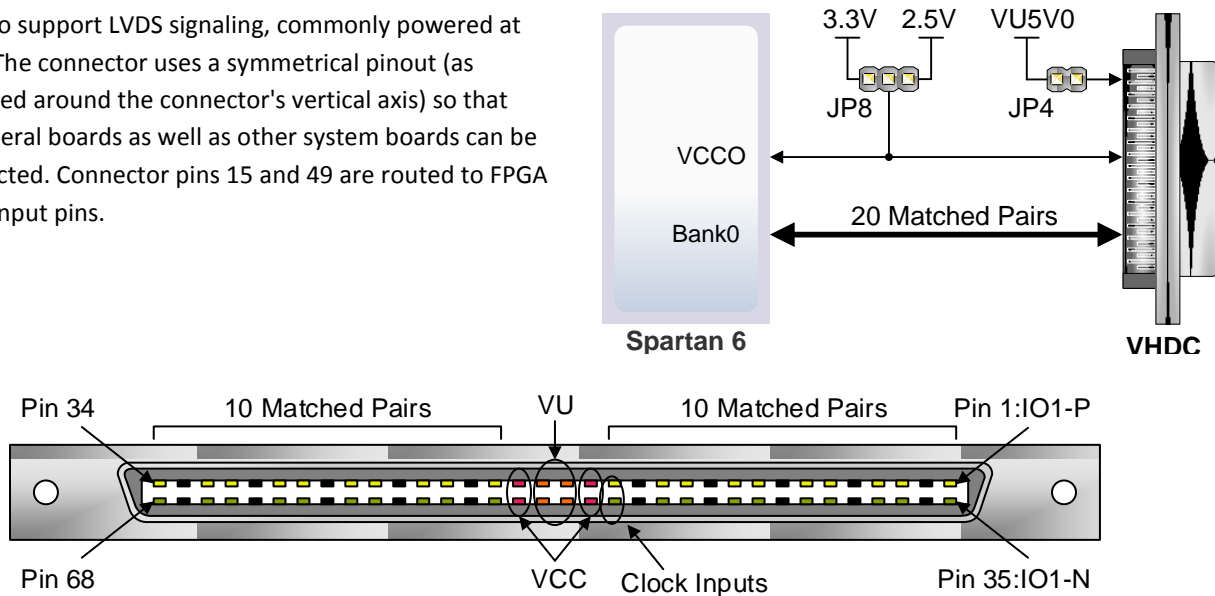 o support LVDS signaling, commonly powered at
The connector uses a symmetrical pinout (as
ed around the connector's vertical axis) so that
eral boards as well as other system boards can be
cted. Connector pins 15 and 49 are routed to FPGA
nput pins.
3.3V 2.5V VU5V0
JP8 JP4
VCCO
20 Matched Pairs
Bank0
Spartan 6
VHDC
Pin 34 10 Matched Pairs VU 10 Matched Pairs Pin 1:IO1-P
Pin 68 VCC Clock Inputs Pin 35:IO1-N